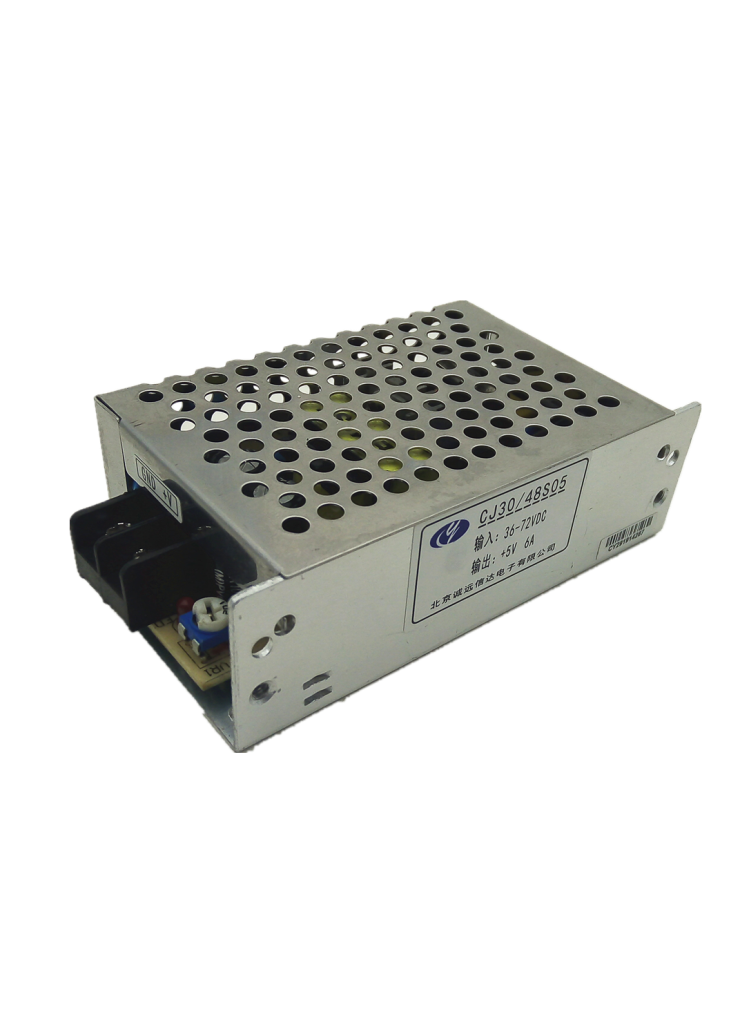 GND +V
CJ30/48S05
输入: 36-72VDC
输出: +5V 6A
北京诚远信达电子有限公司
VR1